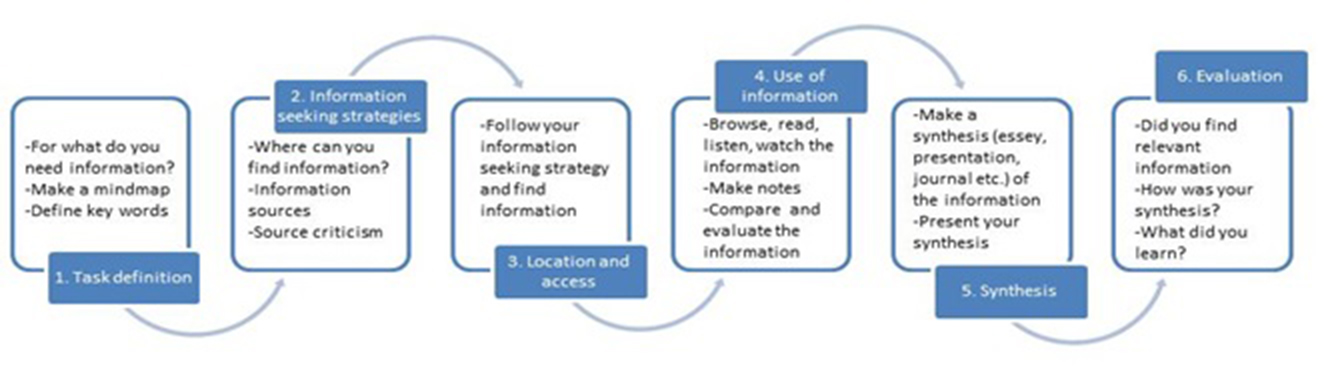 -For what do you
need information?
-Make a mindmap
-Define key words
1. Task definition
2. Information
seeking strategies
-Where can you
find information?
-Information
sources
-Source criticism
-Follow your
information
seeking strategy
and find
information
3. Location and
access
4. Use of
information
-Browse, read,
listen, watch the
information
-Make notes
-Compare and
evaluate the
information
-Make a
synthesis (essey,
presentation,
journal etc.) of
the information
-Present your
synthesis
5. Synthesis
6. Evaluation
-Did you find
relevant
information
-How was your
synthesis?
-What did you
learn?